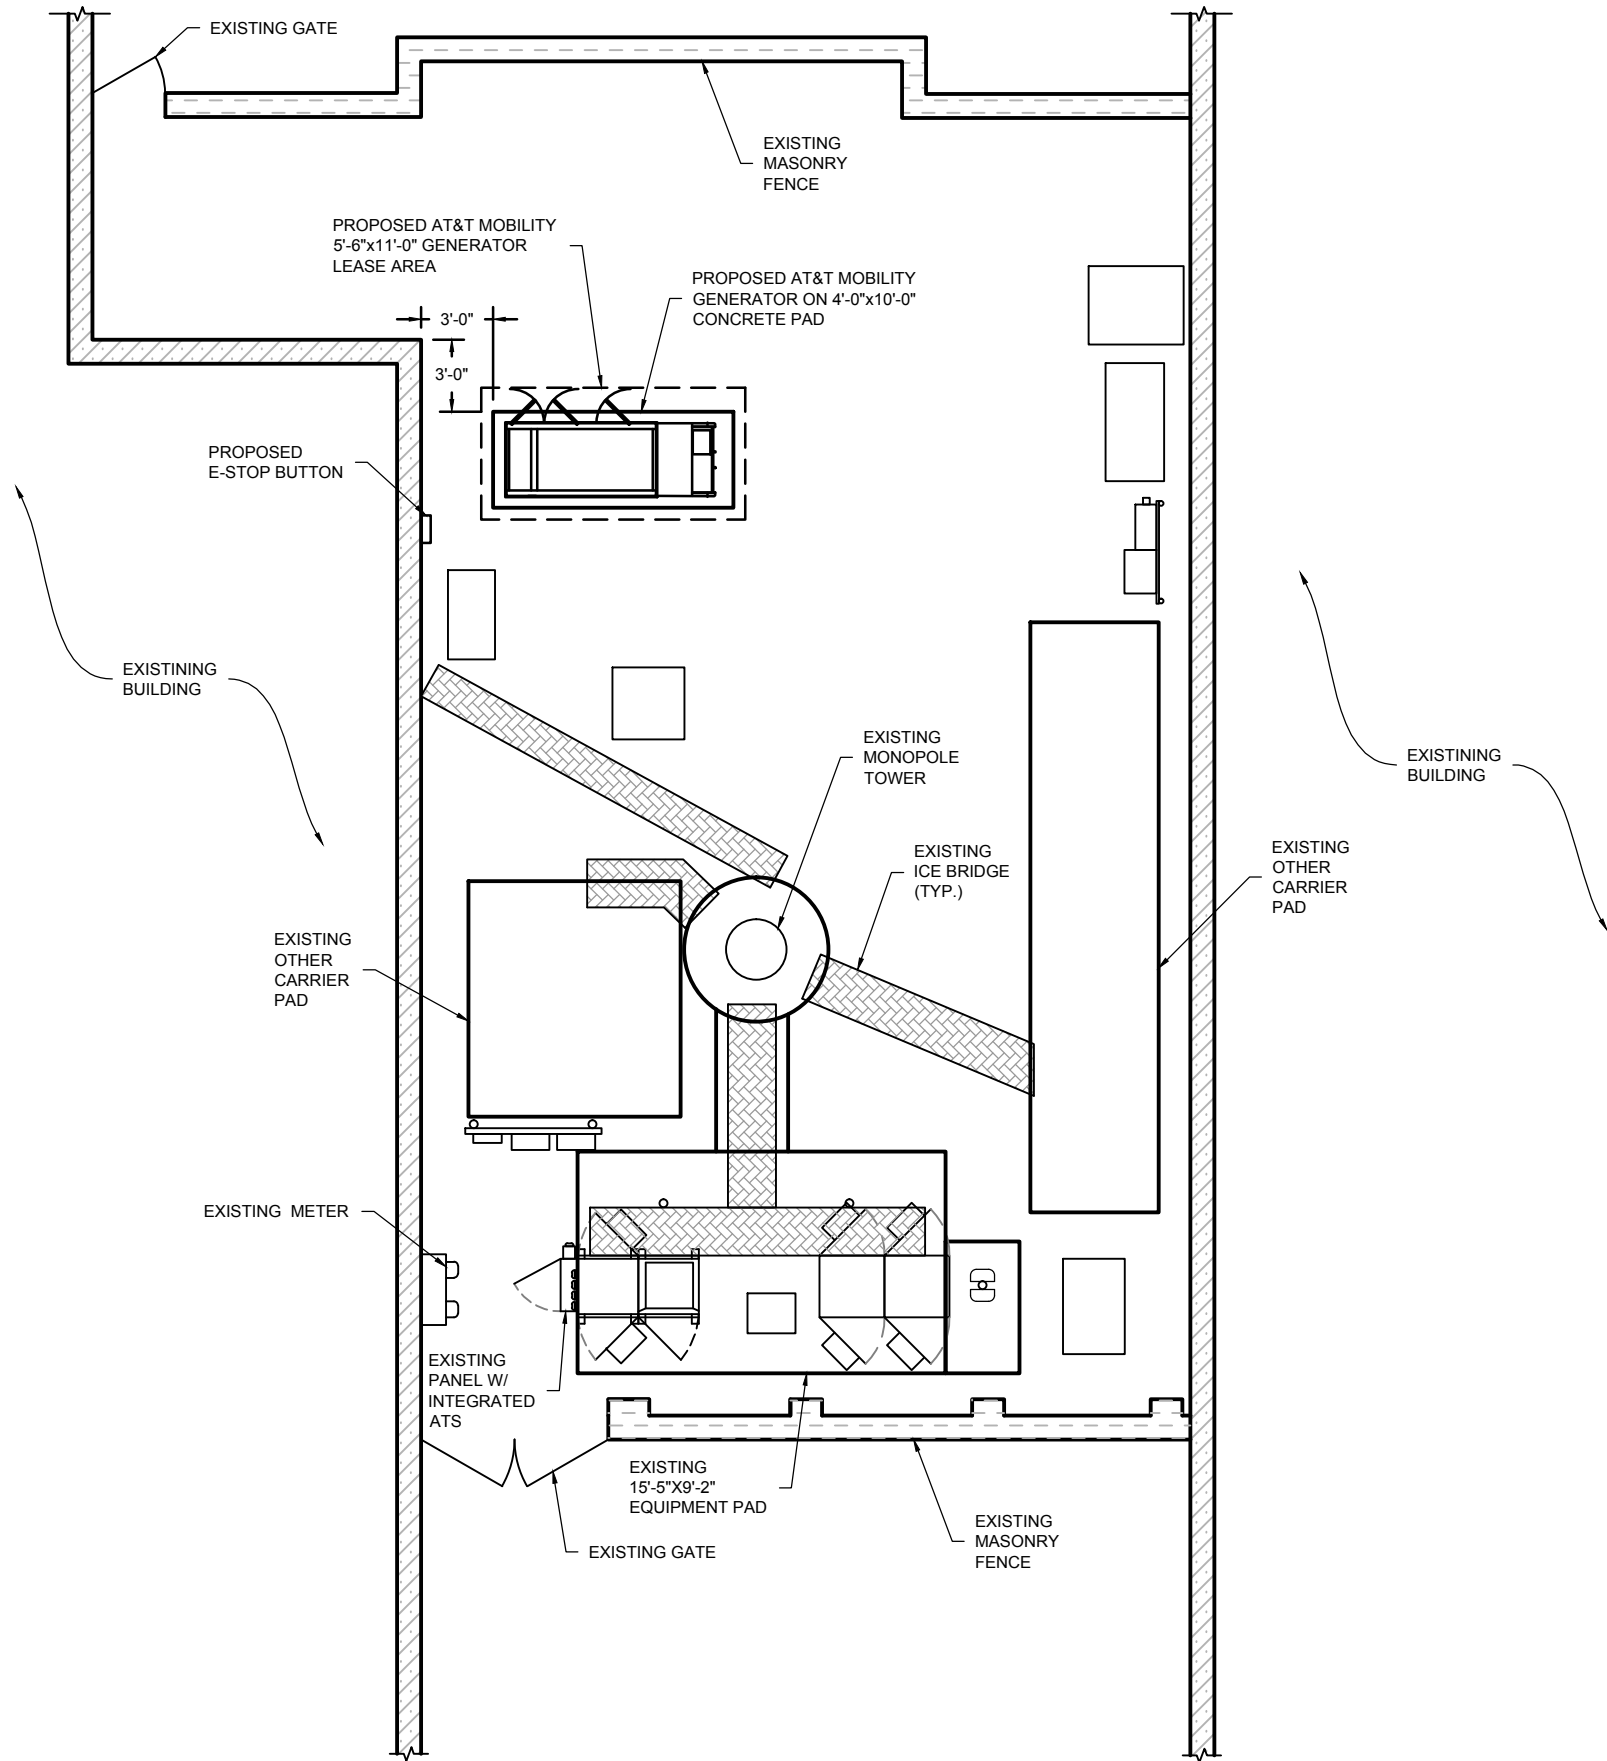 EXISTING GATE
EXISTING
MASONRY
FENCE
PROPOSED AT&T MOBILITY
5'-6"x11'-0" GENERATOR
LEASE AREA
PROPOSED AT&T MOBILITY
GENERATOR ON 4'-0"x10'-0"
CONCRETE PAD
3'-0"
3'-0"
PROPOSED
E-STOP BUTTON
EXISTINING
BUILDING
EXISTING
MONOPOLE
TOWER
EXISTINING
BUILDING
EXISTING
ICE BRIDGE
(TYP.)
EXISTING
OTHER
CARRIER
PAD
EXISTING
OTHER
CARRIER
PAD
EXISTING  METER
EXISTING
PANEL W/
INTEGRATED
ATS
EXISTING
15'-5"X9'-2"
EQUIPMENT PAD
EXISTING
MASONRY
FENCE
EXISTING GATE